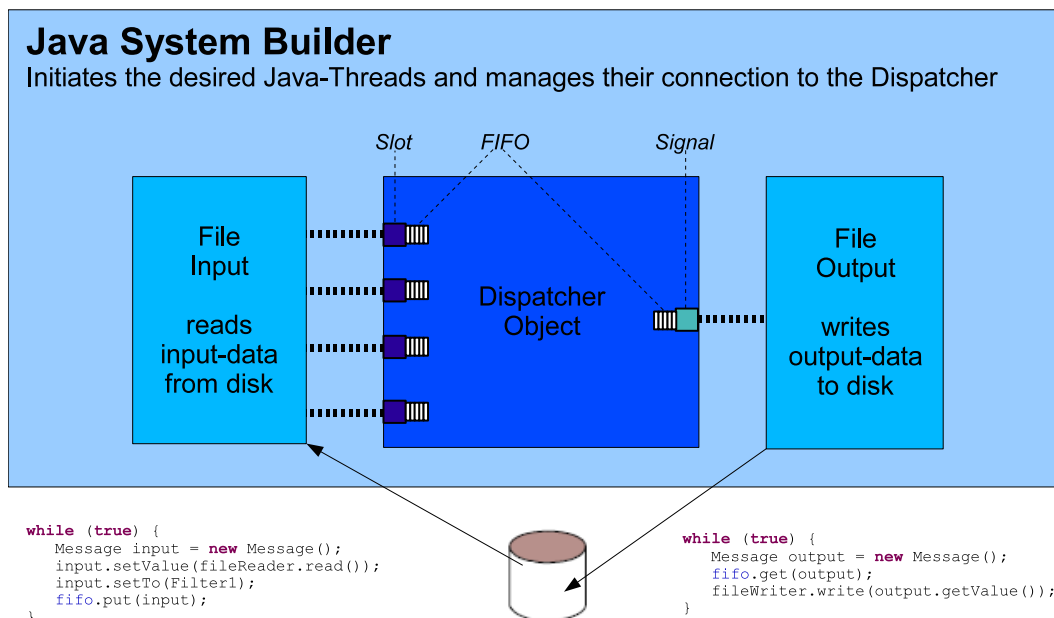 Java System Builder
Initiates the desired Java-Threads and manages their connection to the Dispatcher
Slot
FIFO
Signal
File
Input
reads
input-data
from disk
Dispatcher
Object
File
Output
writes
output-data
to disk
while (true) {
Message input = new Message();
input.setValue(fileReader.read());
input.setTo(Filter1);
fifo.put(input);
}
while (true) {
Message output = new Message();
fifo.get(output);
fileWriter.write(output.getValue());
}